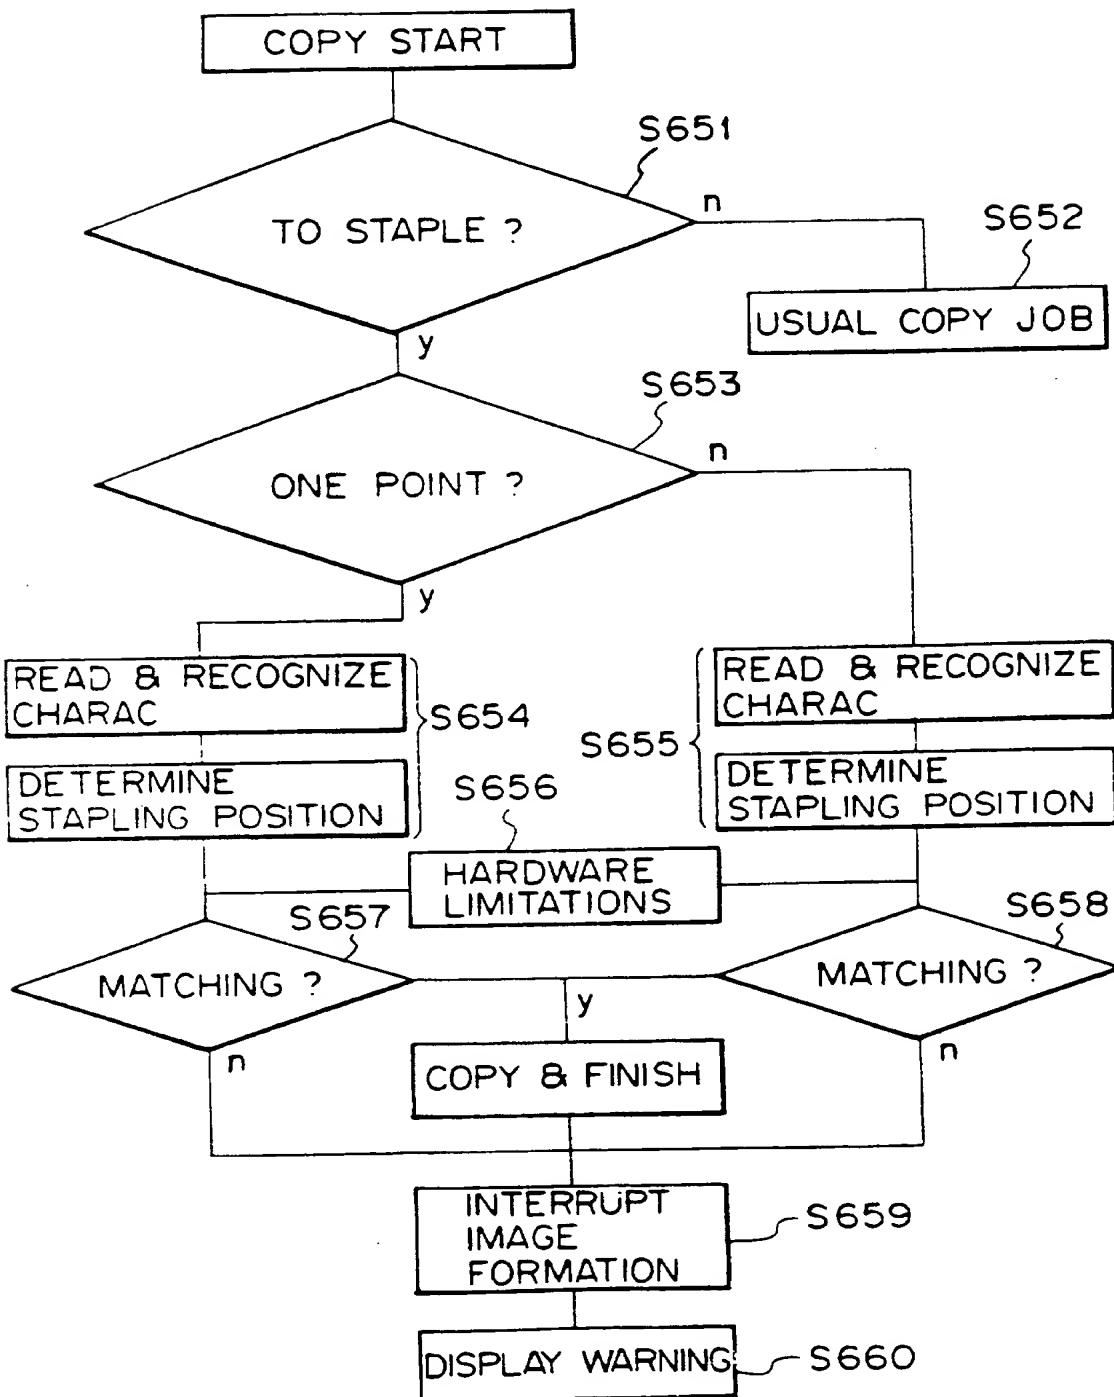 COPY START
S651
TO STAPLE ?
n
S652
USUAL COPY JOB
y
S653
ONE POINT ?
n
y
READ & RECOGNIZE
CHARAC
S654
DETERMINE
STAPLING POSITION
S655
READ & RECOGNIZE
CHARAC
DETERMINE
STAPLING POSITION
S656
HARDWARE
LIMITATIONS
S657
MATCHING ?
S658
MATCHING ?
y
n
n
COPY & FINISH
INTERRUPT
IMAGE
FORMATION
S659
DISPLAY WARNING
S660